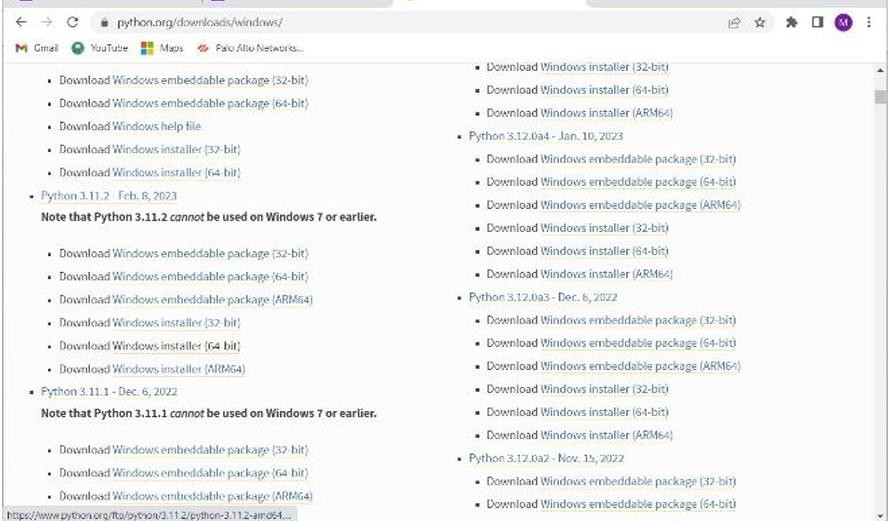 python.org/downloads/windows/
M
Gmail
YouTube
Maps
Palo Alto Networks...
Download Windows embeddable package (32-bit)
Download Windows embeddable package (64-bit)
Download Windows help file
Download Windows installer (32-bit)
Download Windows installer (64-bit)
Python 3.11.2 - Feb. 8, 2023
Note that Python 3.11.2 cannot be used on Windows 7 or earlier.
Download Windows embeddable package (32-bit)
Download Windows embeddable package (64-bit)
Download Windows embeddable package (ARM64)
Download Windows installer (32-bit)
Download Windows installer (64-bit)
Download Windows installer (ARM64)
Python 3.11.1 - Dec. 6, 2022
Note that Python 3.11.1 cannot be used on Windows 7 or earlier.
Download Windows embeddable package (32-bit)
Download Windows embeddable package (64-bit)
Download Windows embeddable package (ARM64)
Download Windows installer (32-bit)
Download Windows installer (64-bit)
Download Windows installer (ARM64)
Python 3.12.0a4 - Jan. 10, 2023
Download Windows embeddable package (32-bit)
Download Windows embeddable package (64-bit)
Download Windows embeddable package (ARM64)
Download Windows installer (32-bit)
Download Windows installer (64-bit)
Download Windows installer (ARM64)
Python 3.12.0a3 - Dec. 6, 2022
Download Windows embeddable package (32-bit)
Download Windows embeddable package (64-bit)
Download Windows embeddable package (ARM64)
Download Windows installer (32-bit)
Download Windows installer (64-bit)
Download Windows installer (ARM64)
Python 3.12.0a2 - Nov. 15, 2022
Download Windows embeddable package (32-bit)
Download Windows embeddable package (64-bit)
https://www.python.org/ftp/python/3.11.2/python-3.11.2-amd64...